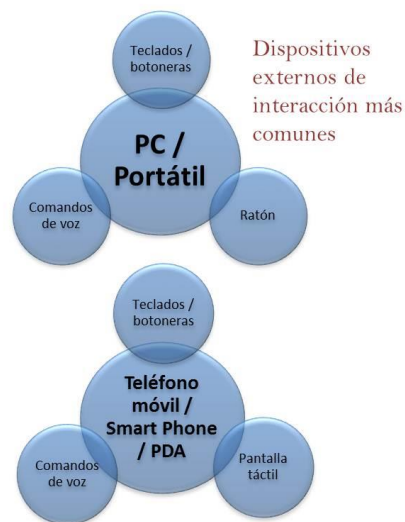 Teclados /
botoneras
Dispositivos
externos de
interacción más
comunes
PC /
Portátil
Comandos
de voz
Ratón
Teclados /
botoneras
Teléfono
móvil /
Smart Phone
/ PDA
Comandos
de voz
Pantalla
táctil